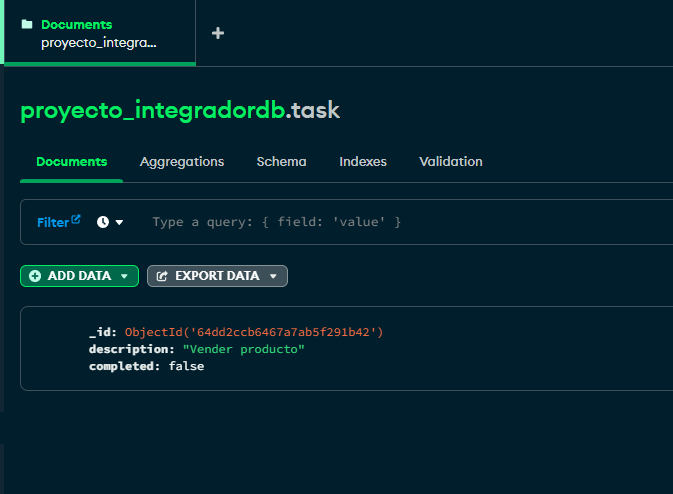 Documents
proyecto_integra...
proyecto_integradordb.task
Documents Aggregations Schema Indexes Validation
Filter Type a query: { field: 'value' }
ADD DATA EXPORT DATA
_id: ObjectId('64dd2ccb6467a7ab5f291b42')
description: "Vender producto"
completed: false